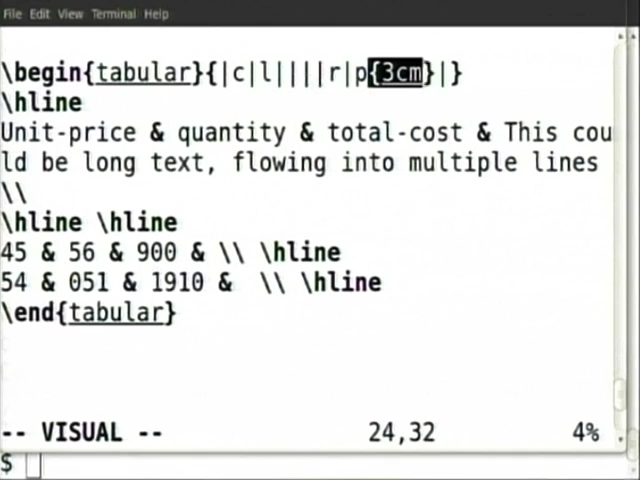 File Edit View Terminal Help
\begin{tabular}{|c|l||||r|p{3cm}|}
\hline
Unit-price & quantity & total-cost & This cou
ld be long text, flowing into multiple lines
\\
\hline \hline
45 & 56 & 900 & \\ \hline
54 & 051 & 1910 &  \\ \hline
\end{tabular}
-- VISUAL -- 24,32 4%
$